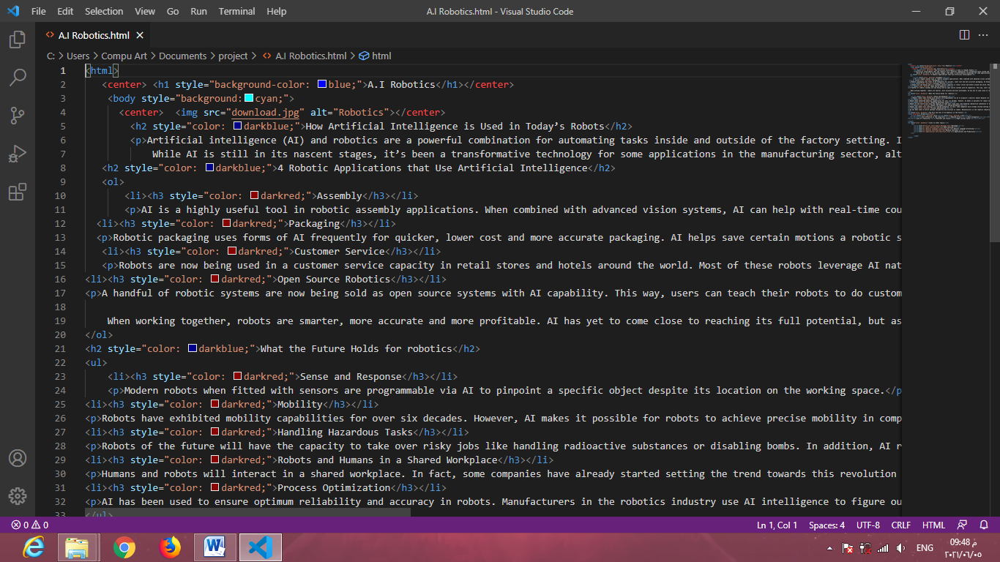 File Edit Selection View Go Run Terminal Help A.I Robotics.html - Visual Studio Code
A.I Robotics.html
C: > Users > Compu Art > Documents > project > A.I Robotics.html > html
1 <html>
2 <center> <h1 style="background-color: blue;">A.I Robotics</h1></center>
3 <body style="background:cyan;">
4 <center> <img src="download.jpg" alt="Robotics"></center>
5 <h2 style="color: darkblue;">How Artificial Intelligence is Used in Today’s Robots</h2>
6 <p>Artificial intelligence (AI) and robotics are a powerful combination for automating tasks inside and outside of the factory setting. I
7 While AI is still in its nascent stages, it’s been a transformative technology for some applications in the manufacturing sector, alt
8 <h2 style="color: darkblue;">4 Robotic Applications that Use Artificial Intelligence</h2>
9 <ol>
10 <li><h3 style="color: darkred;">Assembly</h3></li>
11 <p>AI is a highly useful tool in robotic assembly applications. When combined with advanced vision systems, AI can help with real-time cou
12 <li><h3 style="color: darkred;">Packaging</h3></li>
13 <p>Robotic packaging uses forms of AI frequently for quicker, lower cost and more accurate packaging. AI helps save certain motions a robotic s
14 <li><h3 style="color: darkred;">Customer Service</h3></li>
15 <p>Robots are now being used in a customer service capacity in retail stores and hotels around the world. Most of these robots leverage AI nat
16 <li><h3 style="color: darkred;">Open Source Robotics</h3></li>
17 <p>A handful of robotic systems are now being sold as open source systems with AI capability. This way, users can teach their robots to do custom
18
19 When working together, robots are smarter, more accurate and more profitable. AI has yet to come close to reaching its full potential, but as
20 </ol>
21 <h2 style="color: darkblue;">What the Future Holds for robotics</h2>
22 <ul>
23 <li><h3 style="color: darkred;">Sense and Response</h3></li>
24 <p>Modern robots when fitted with sensors are programmable via AI to pinpoint a specific object despite its location on the working space.</p
25 <li><h3 style="color: darkred;">Mobility</h3></li>
26 <p>Robots have exhibited mobility capabilities for over six decades. However, AI makes it possible for robots to achieve precise mobility in comp
27 <li><h3 style="color: darkred;">Handling Hazardous Tasks</h3></li>
28 <p>Robots of the future will have the capacity to take over risky jobs like handling radioactive substances or disabling bombs. In addition, AI r
29 <li><h3 style="color: darkred;">Robots and Humans in a Shared Workplace</h3></li>
30 <p>Humans and robots will interact in a shared workplace. In fact, some companies have already started setting the trend towards this revolution
31 <li><h3 style="color: darkred;">Process Optimization</h3></li>
32 <p>AI has been used to ensure optimum reliability and accuracy in robots. Manufacturers in the robotics industry use AI intelligence to figure ou
33 </ul>
0 0 Ln 1, Col 1 Spaces: 4 UTF-8 CRLF HTML
ENG 09:48 م
٢٠٢١/٠٦/٠٥